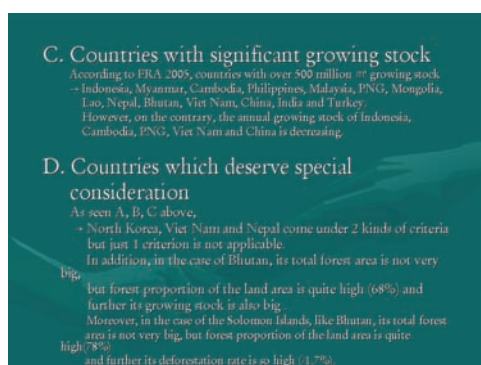 C. Countries with significant growing stock
According to FRA 2005, countries with over 500 million ㎥ growing stock
→ Indonesia, Myanmar, Cambodia, Philippines, Malaysia, PNG, Mongolia,
Lao, Nepal, Bhutan, Viet Nam, China, India and Turkey.
However, on the contrary, the annual growing stock of Indonesia,
Cambodia, PNG, Viet Nam and China is decreasing.
D. Countries which deserve special
consideration
As seen A, B, C above,
→ North Korea, Viet Nam and Nepal come under 2 kinds of criteria
but just 1 criterion is not applicable.
In addition, in the case of Bhutan, its total forest area is not very
big,
but forest proportion of the land area is quite high (68%) and
further its growing stock is also big
Moreover, in the case of the Solomon Islands, like Bhutan, its total forest
area is not very big, but forest proportion of the land area is quite
high(78%)
and further its deforestation rate is so high (/1.7%).